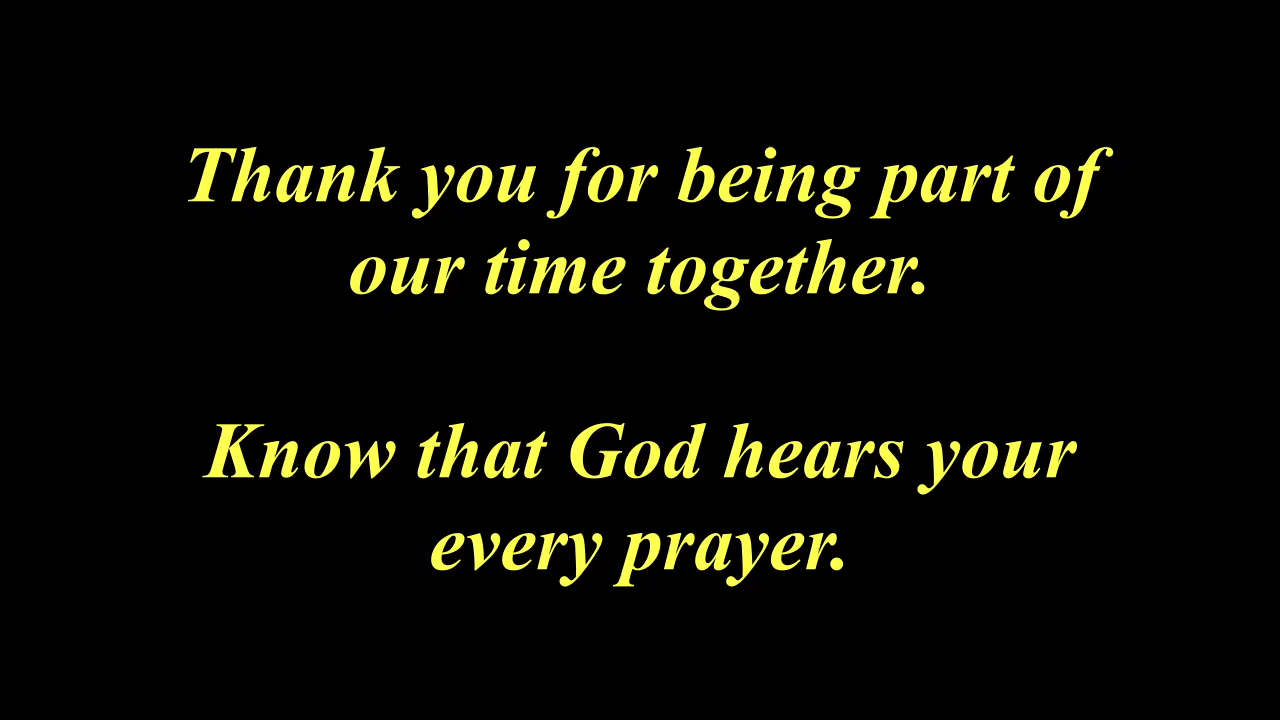 Thank you for being part of
our time together.
Know that God hears your
every prayer.